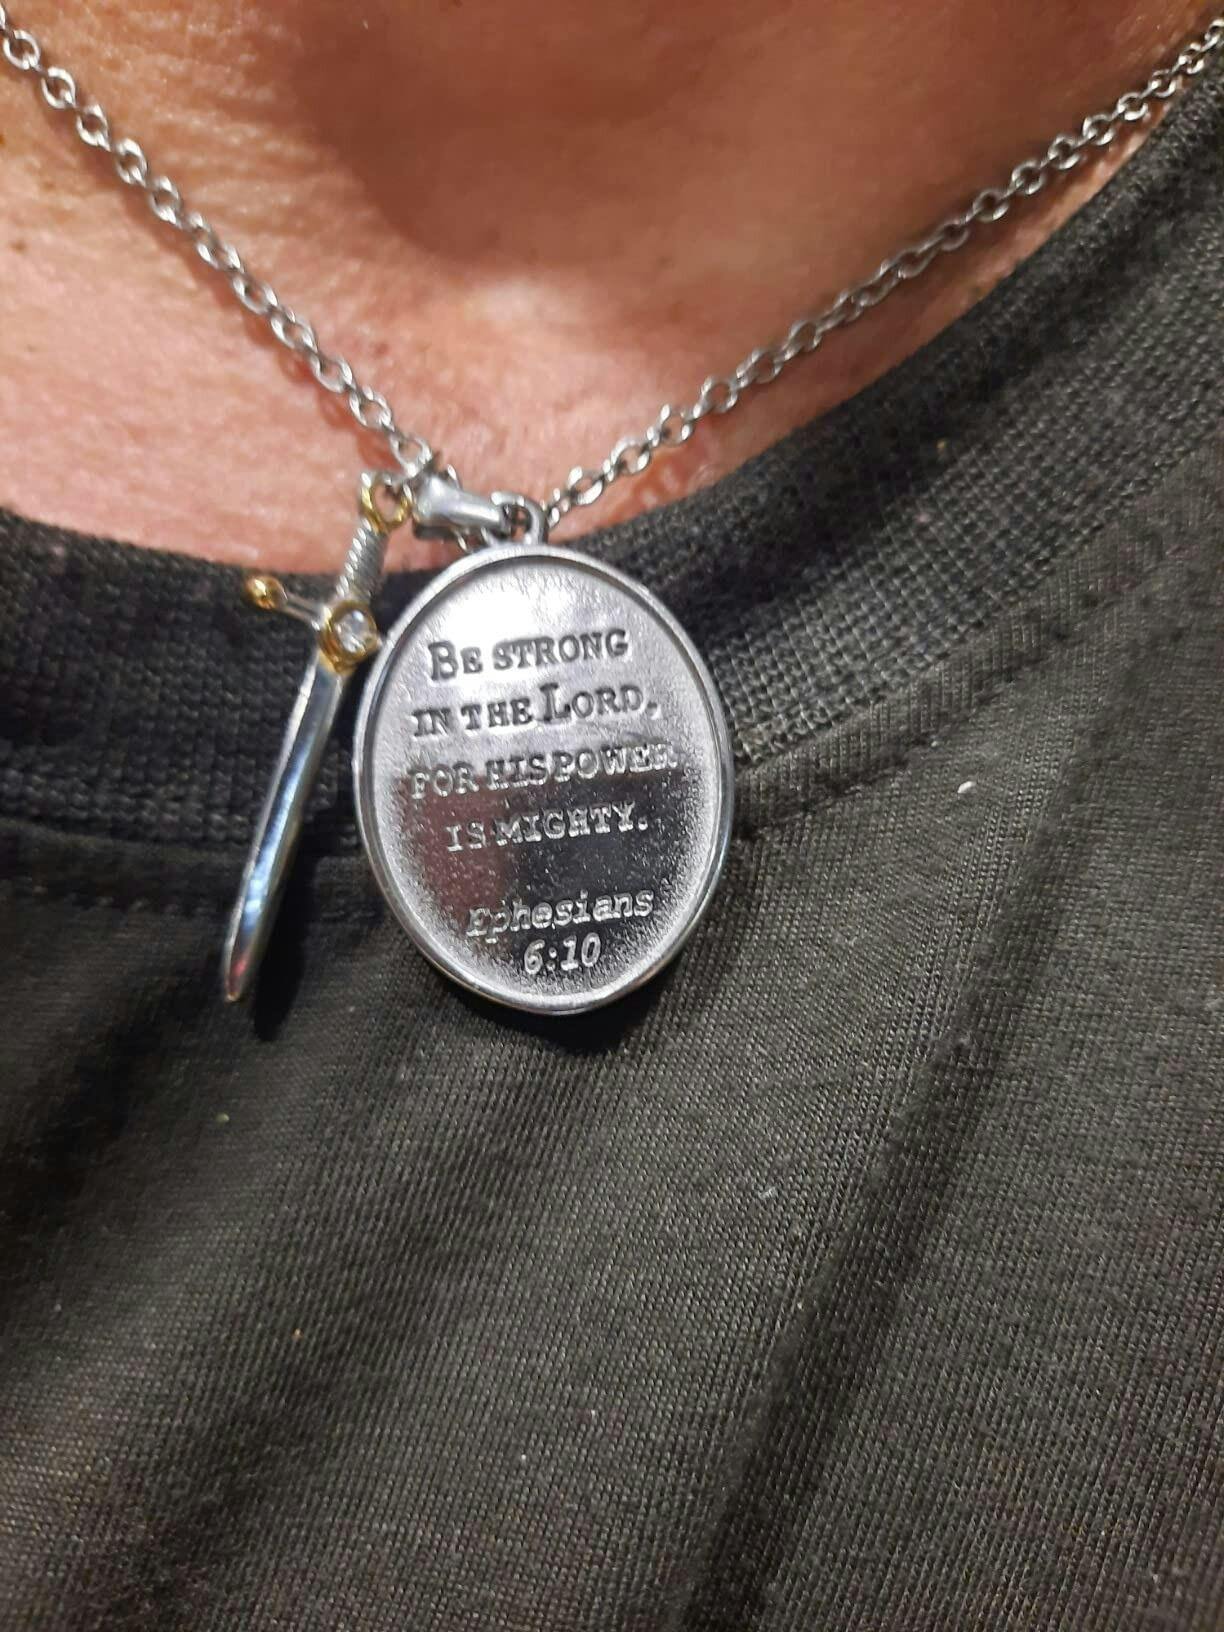 BE STRONG
IN THE LORD,
FOR HIS POWER
IS MIGHTY.
Ephesians
6:10